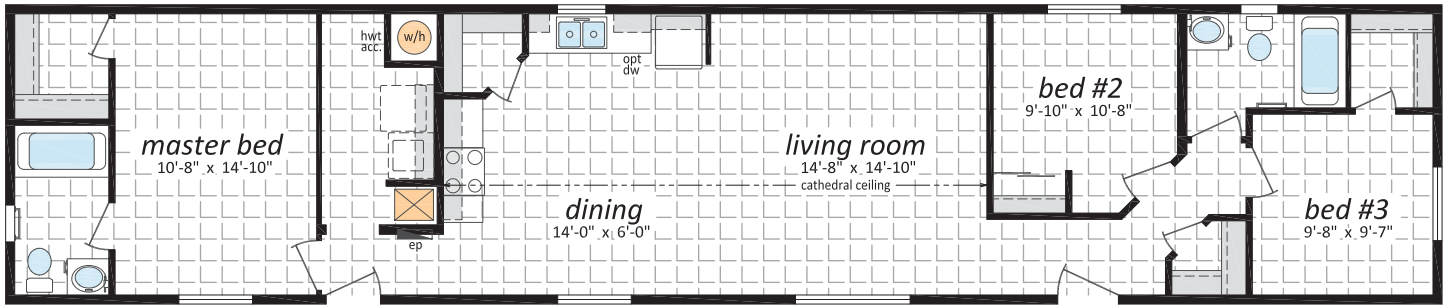 hwt
acc.
w/h
opt
dw
master bed
10'-8" x 14'-10"
living room
14'-8" x 14'-10"
cathedral ceiling
bed #2
9'-10" x 10'-8"
dining
14'-0" x 6'-0"
bed #3
9'-8" x 9'-7"
ep